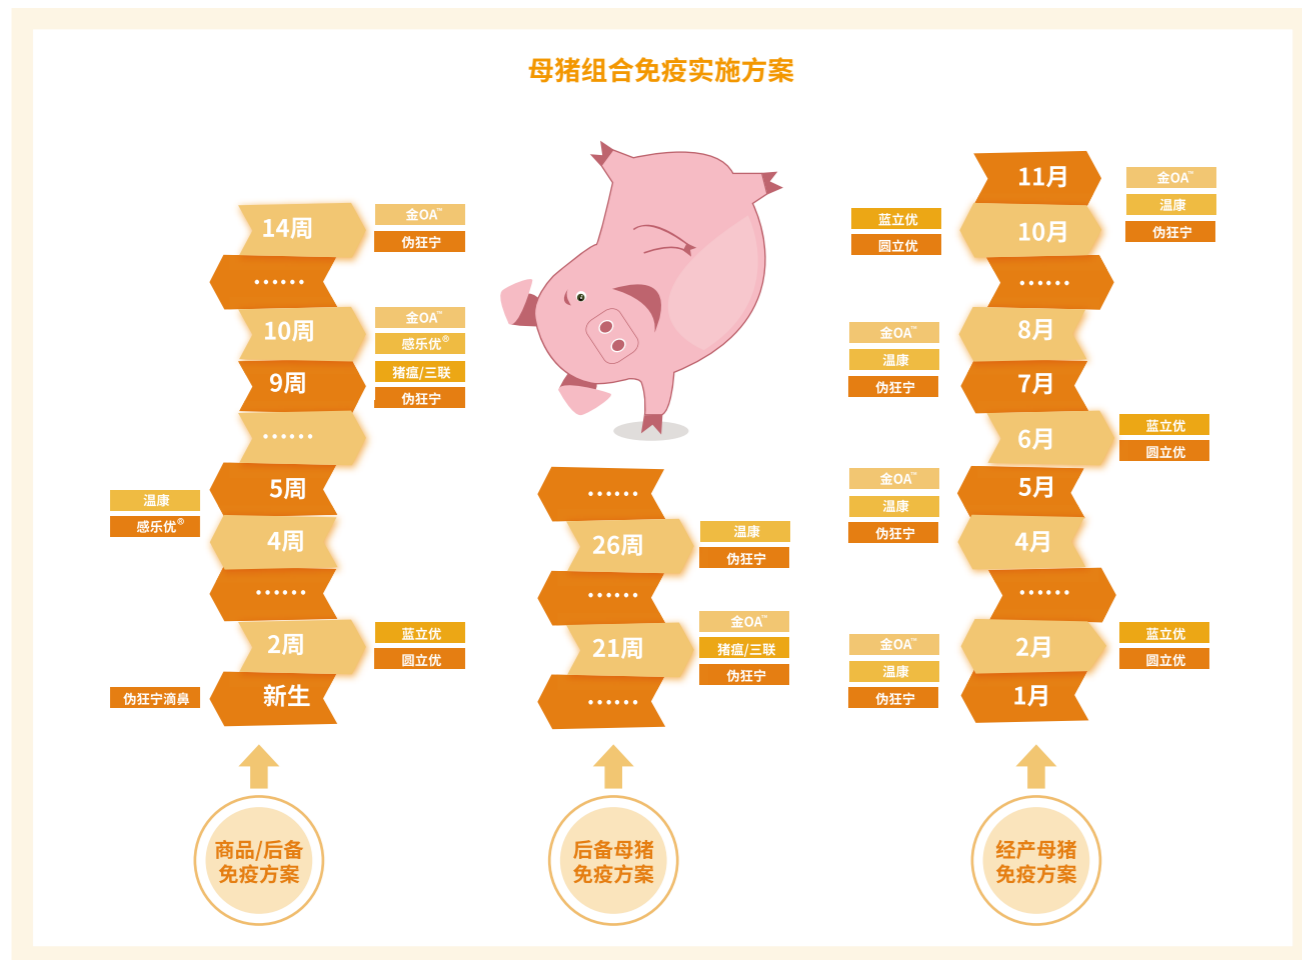 母猪组合免疫实施方案
14周
金OA™
伪狂宁
······
10周
金OA™
感乐优®
猪瘟/三联
伪狂宁
9周
······
5周
温康
感乐优®
4周
······
2周
蓝立优
圆立优
新生
伪狂宁滴鼻
商品/后备
免疫方案
······
26周
温康
伪狂宁
······
21周
金OA™
猪瘟/三联
伪狂宁
······
后备母猪
免疫方案
11月
金OA™
温康
伪狂宁
10月
蓝立优
圆立优
······
8月
金OA™
温康
伪狂宁
7月
6月
蓝立优
圆立优
5月
金OA™
温康
伪狂宁
4月
······
2月
蓝立优
圆立优
金OA™
温康
伪狂宁
1月
经产母猪
免疫方案